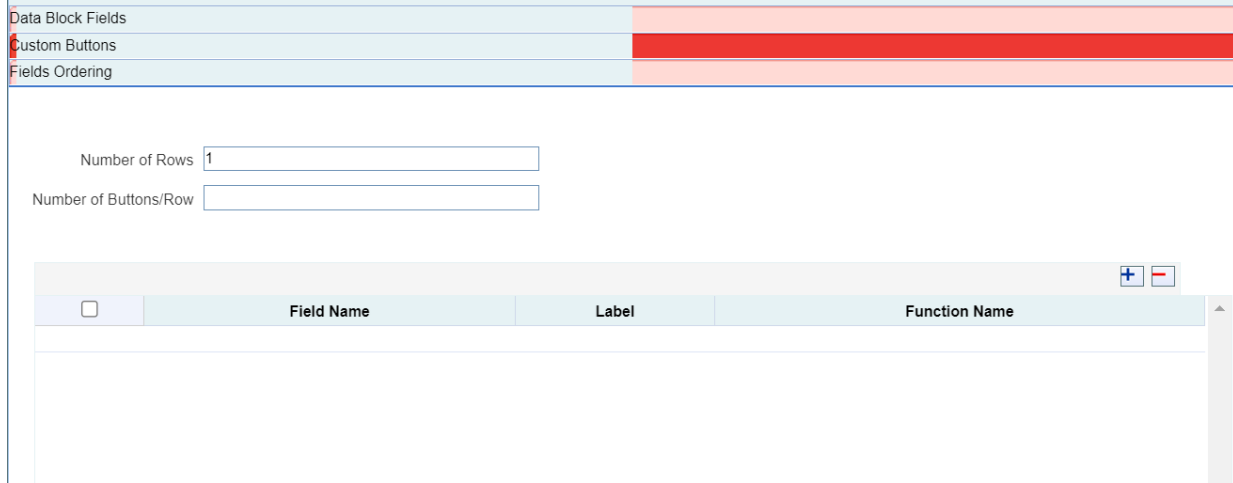 Data Block Fields
Custom Buttons
Fields Ordering
Number of Rows 1
Number of Buttons/Row
Field Name Label Function Name